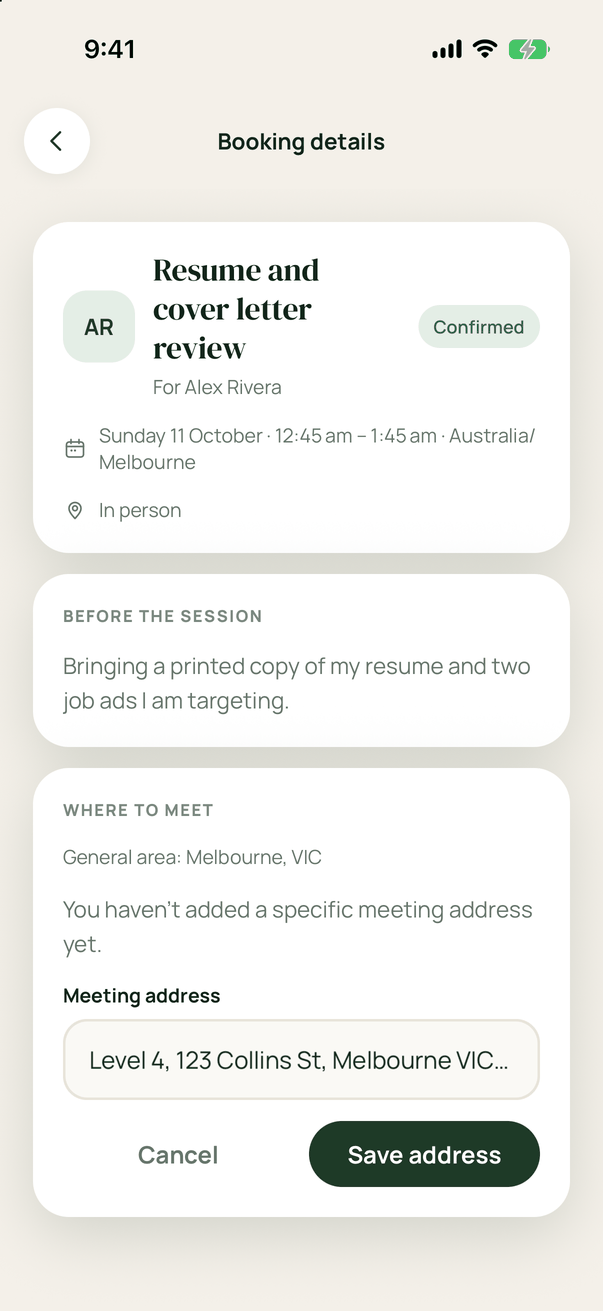 9:41
Booking details
AR
Resume and
cover letter
review
For Alex Rivera
Confirmed
Sunday 11 October · 12:45 am – 1:45 am · Australia/
Melbourne
In person
BEFORE THE SESSION
Bringing a printed copy of my resume and two
job ads I am targeting.
WHERE TO MEET
General area: Melbourne, VIC
You haven’t added a specific meeting address
yet.
Meeting address
Level 4, 123 Collins St, Melbourne VIC...
Cancel
Save address